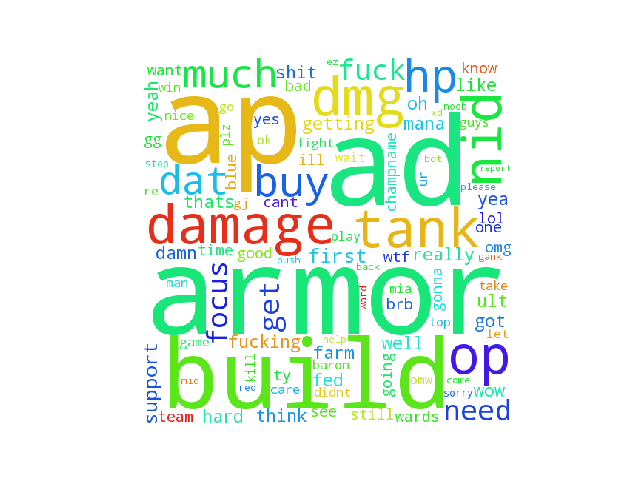 want
much
shit
fuck
ez
hp
know
yeah
win
ap
bad
dmg
like
nice
go
yes
oh
xd
noob
nid
gg
plz
ok
getting
mana
guys
fight
stop
dat
blue
ill
wait
champname
bot
report
re
gj
buy
cant
ad
ur
please
thats
yea
damage
play
tank
lol
one
damn
time
good
push
first
back
wtf
really
omg
gank
man
focus
get
armor
ward
mia
brb
gonna
top
ult
take
got
let
support
game
fucking
help
well
build
kill
ty
farm
baron
fed
going
omw
op
come
wow
mid
red
care
didnt
sorry
team
hard
think
see
still
wards
need